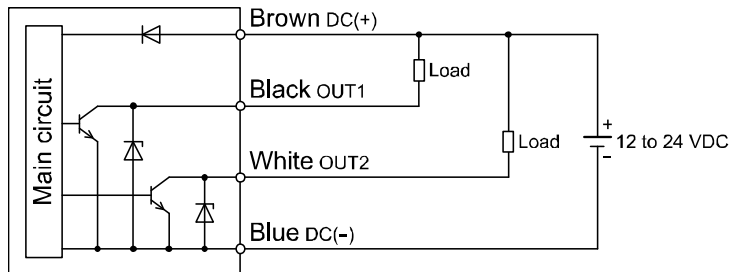 Main circuit
Brown DC(+)
Black OUT1
Load
White OUT2
Load
+
12 to 24 VDC
-
Blue DC(-)